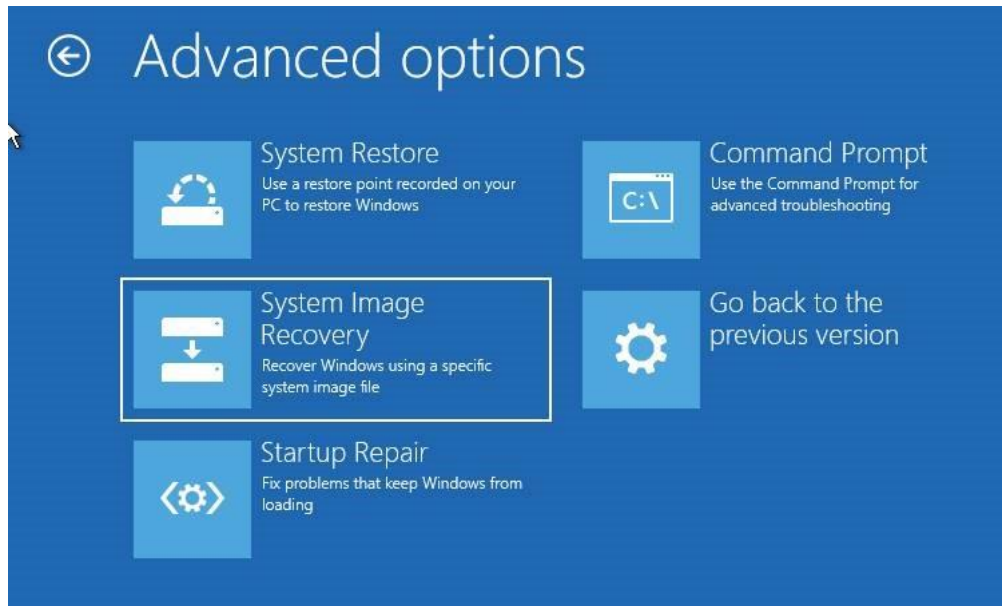 Advanced options
System Restore
Use a restore point recorded on your
PC to restore Windows
System Image
Recovery
Recover Windows using a specific
system image file
Startup Repair
Fix problems that keep Windows from
loading
Command Prompt
Use the Command Prompt for
advanced troubleshooting
C:\
Go back to the
previous version